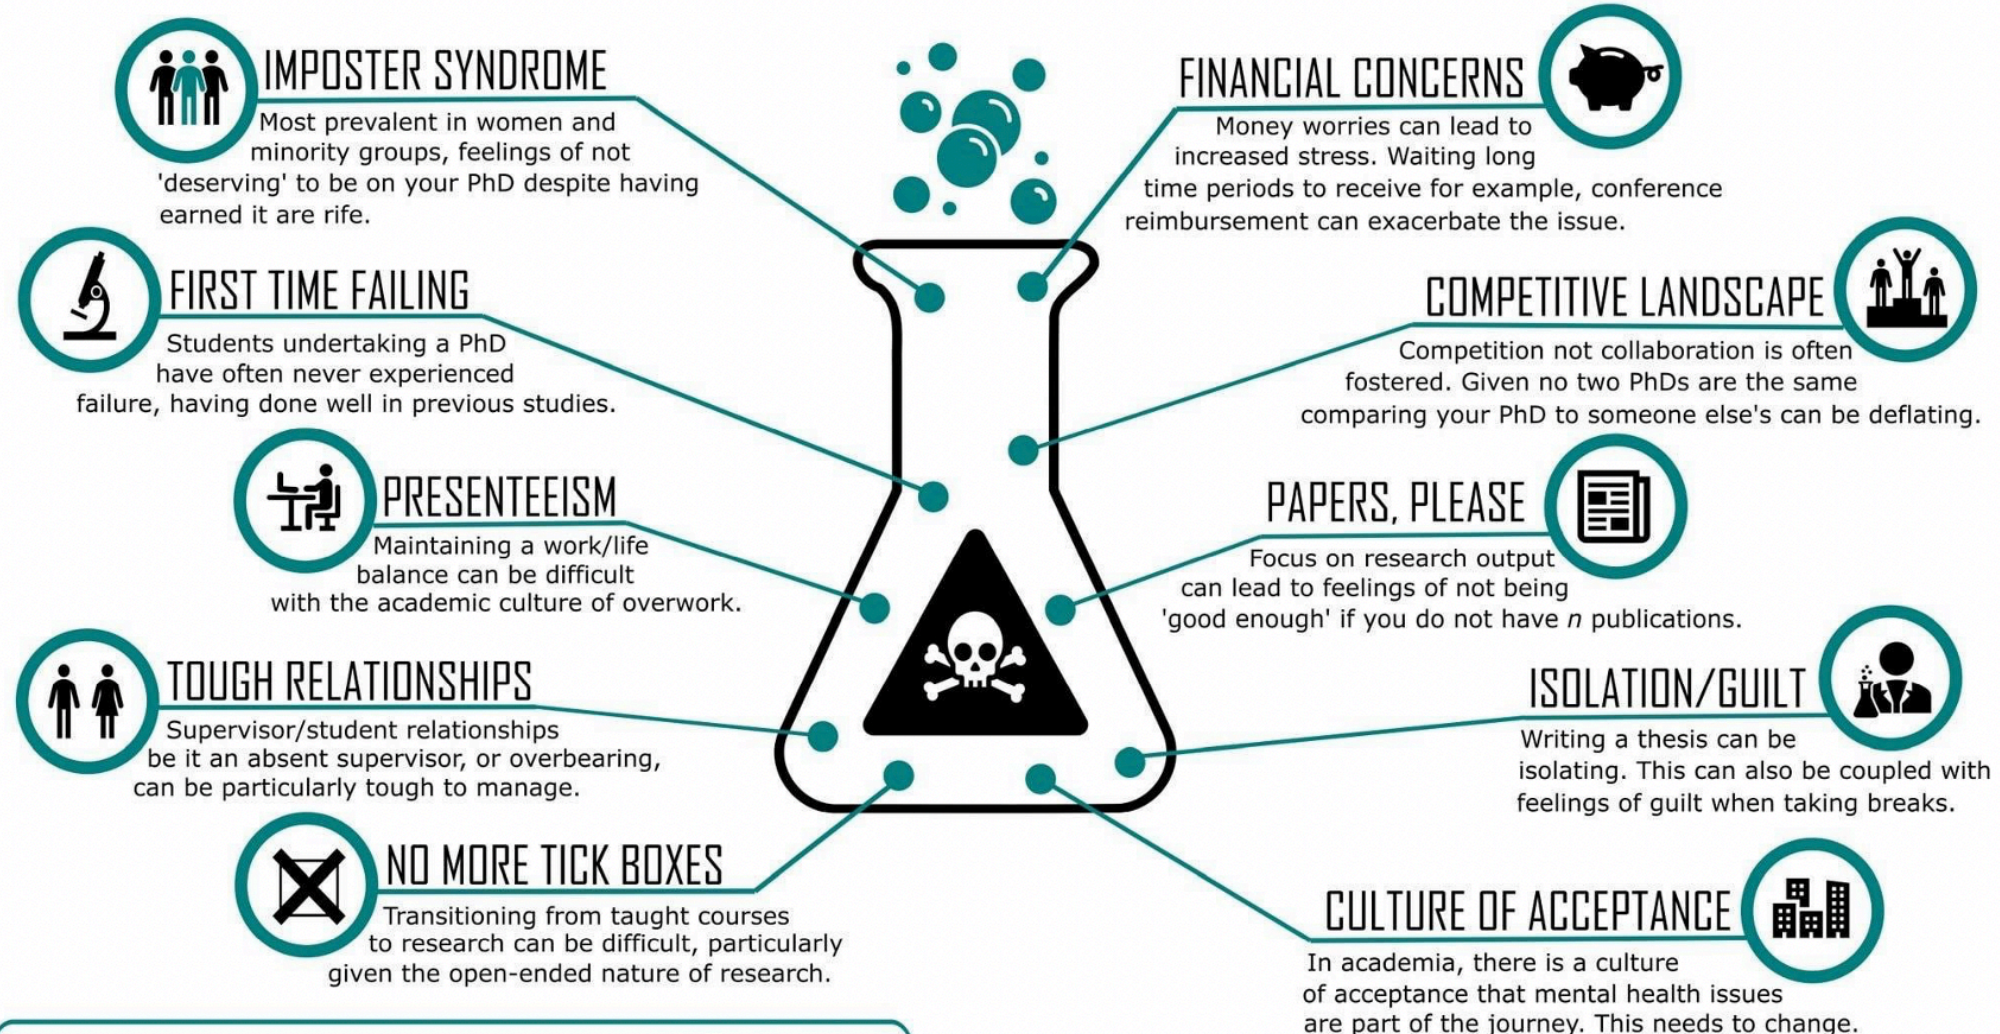 IMPOSTER SYNDROME
Most prevalent in women and
minority groups, feelings of not
'deserving' to be on your PhD despite having
earned it are rife.
FIRST TIME FAILING
Students undertaking a PhD
have often never experienced
failure, having done well in previous studies.
PRESENTEEISM
Maintaining a work/life
balance can be difficult
with the academic culture of overwork.
TOUGH RELATIONSHIPS
Supervisor/student relationships
be it an absent supervisor, or overbearing,
can be particularly tough to manage.
NO MORE TICK BOXES
Transitioning from taught courses
to research can be difficult, particularly
given the open-ended nature of research.
FINANCIAL CONCERNS
Money worries can lead to
increased stress. Waiting long
time periods to receive for example, conference
reimbursement can exacerbate the issue.
COMPETITIVE LANDSCAPE
Competition not collaboration is often
fostered. Given no two PhDs are the same
comparing your PhD to someone else's can be deflating.
PAPERS, PLEASE
Focus on research output
can lead to feelings of not being
'good enough' if you do not have n publications.
ISOLATION/GUILT
Writing a thesis can be
isolating. This can also be coupled with
feelings of guilt when taking breaks.
CULTURE OF ACCEPTANCE
In academia, there is a culture
of acceptance that mental health issues
are part of the journey. This needs to change.